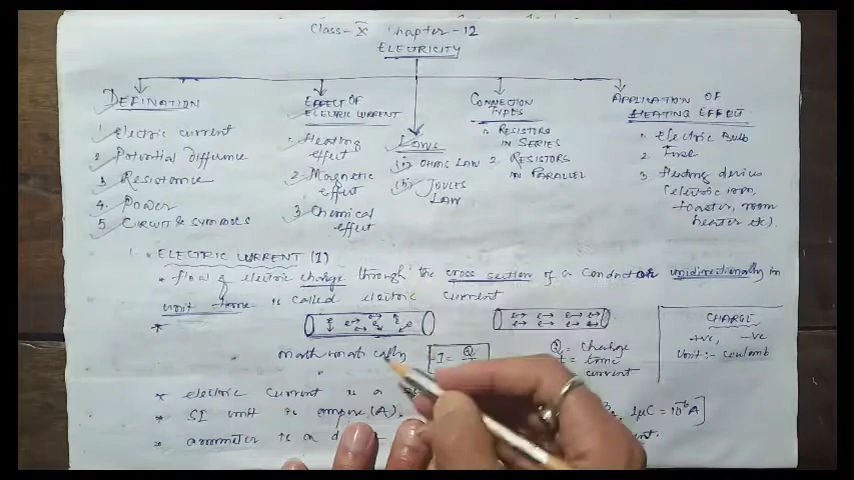 Class-X Chapter-12
ELECTRICITY
DEFINATION
1 Electric current
2 Potential difference
3 Resistance
4. Power
5 CIRCUIT & SYMBOLS
EFFECT OF
ELECTRIC CURRENT
1. Heating
effect
2 Magnetic
effect
3 Chemical
effect
LAWS
(i) OHMS LAW
(ii) JOULES
LAW
CONNECTION
TYPES
1. RESISTORS
IN SERIES
2 RESISTORS
IN PARALLEL
APPLICATION OF
HEATING EFFECT
1. Electric Bulb
2 Fuse
3 Heating devices
(electric iron,
toaster, room
heater etc).
1. ELECTRIC CURRENT (I)
* flow of electric charge through the cross section of a conductor unidirectionally in
unit time is called electric current
*
mathematically I = Q
Q = Charge
t = time
current
CHARGE
+ve, -ve
Unit:- coulomb
* electric current is a
* SI unit is ampere (A).
1μC = 10⁻⁶A]
* ammeter is a